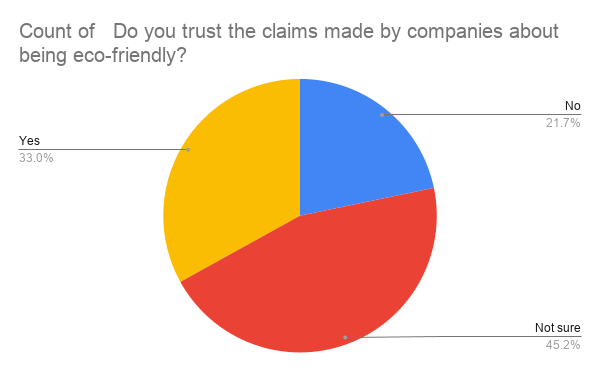 Count of   Do you trust the claims made by companies about
being eco-friendly?
No
21.7%
Yes
33.0%
Not sure
45.2%